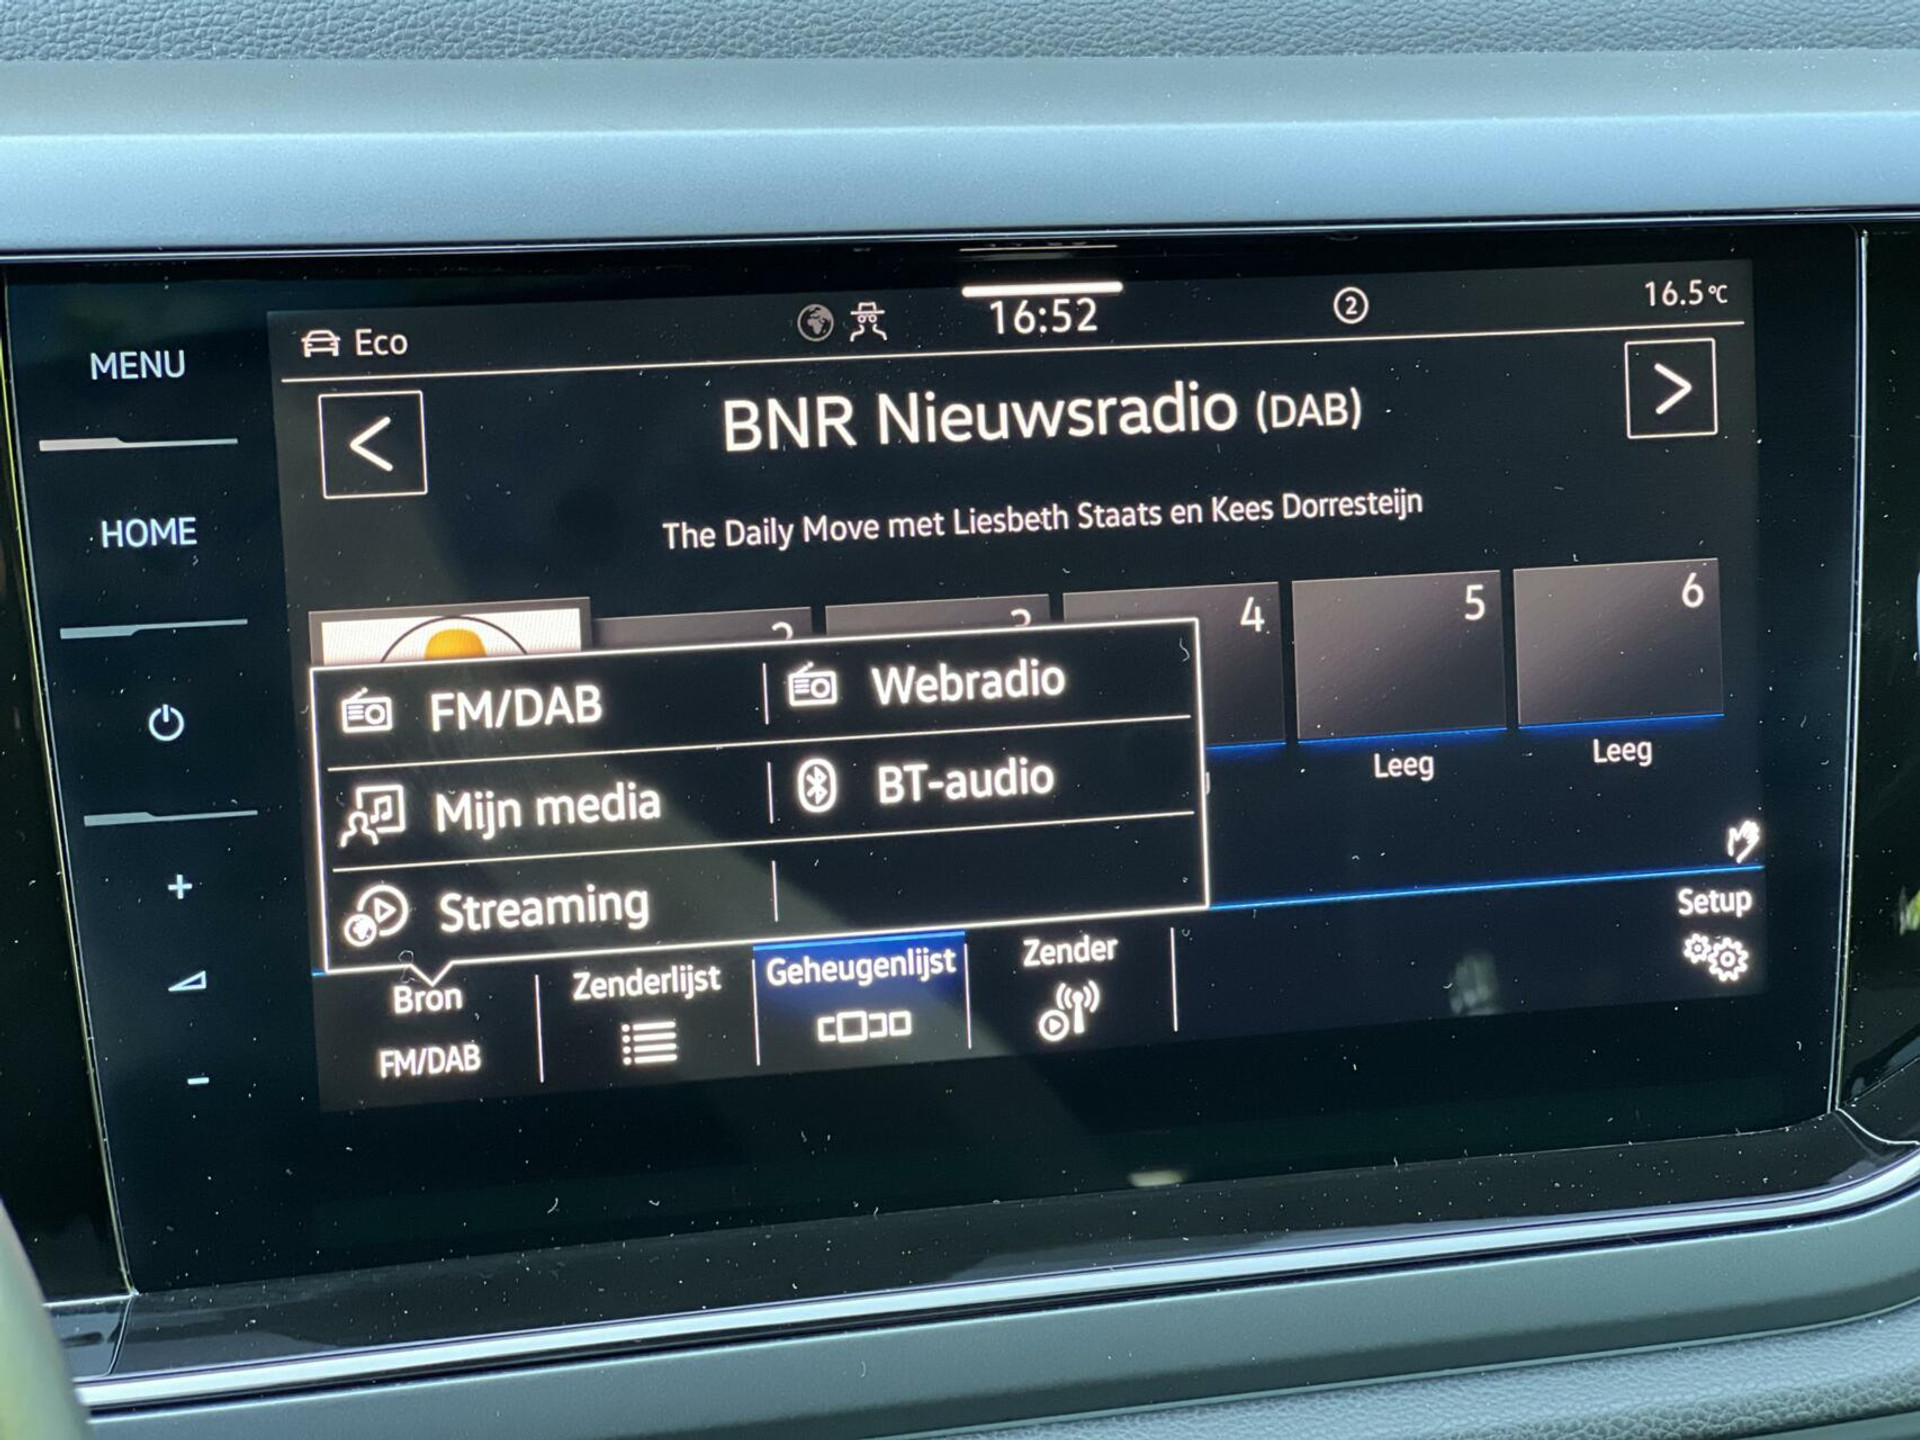 MENU
HOME
+
-
Eco
16:52
2
16.5°C
<
BNR Nieuwsradio (DAB)
>
The Daily Move met Liesbeth Staats en Kees Dorresteijn
4
5
6
Leeg
Leeg
FM/DAB
Webradio
Mijn media
BT-audio
Streaming
Setup
Bron
FM/DAB
Zenderlijst
Geheugenlijst
Zender